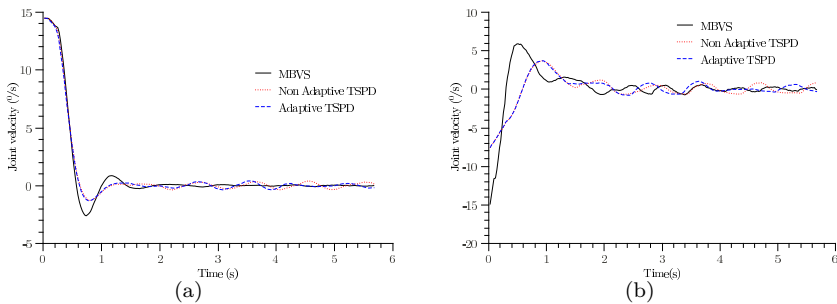 15
10
5
0
-5
0 1 2 3 4 5 6
Joint velocity (°/s)
Time (s)
MBVS
Non Adaptive TSPD
Adaptive TSPD
(a)
10
5
0
-5
-10
-15
-20
0 1 2 3 4 5 6
Joint velocity (°/s)
Time(s)
MBVS
Non Adaptive TSPD
Adaptive TSPD
(b)